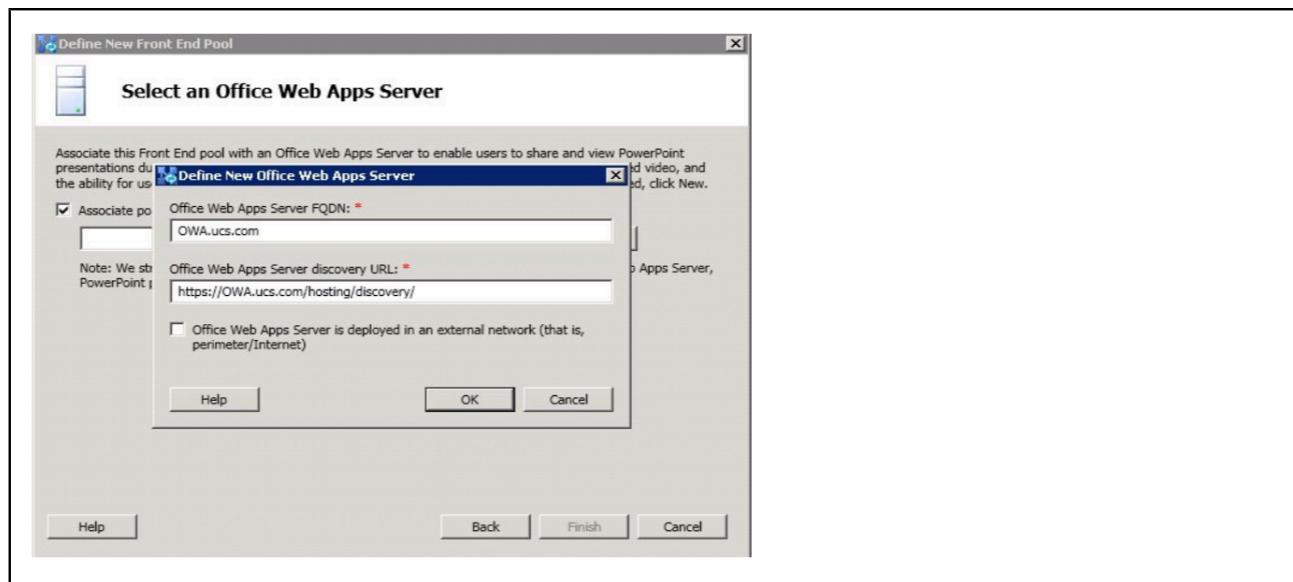 Define New Front End Pool
Select an Office Web Apps Server
Associate this Front End pool with an Office Web Apps Server to enable users to share and view PowerPoint
presentations du
d video, and
the ability for us
ed, click New.
Define New Office Web Apps Server
Associate po
Office Web Apps Server FQDN: *
OWA.ucs.com
Note: We str
Apps Server,
PowerPoint p
Office Web Apps Server discovery URL: *
https://OWA.ucs.com/hosting/discovery/
Office Web Apps Server is deployed in an external network (that is,
perimeter/Internet)
Help
OK
Cancel
Help
Back
Finish
Cancel